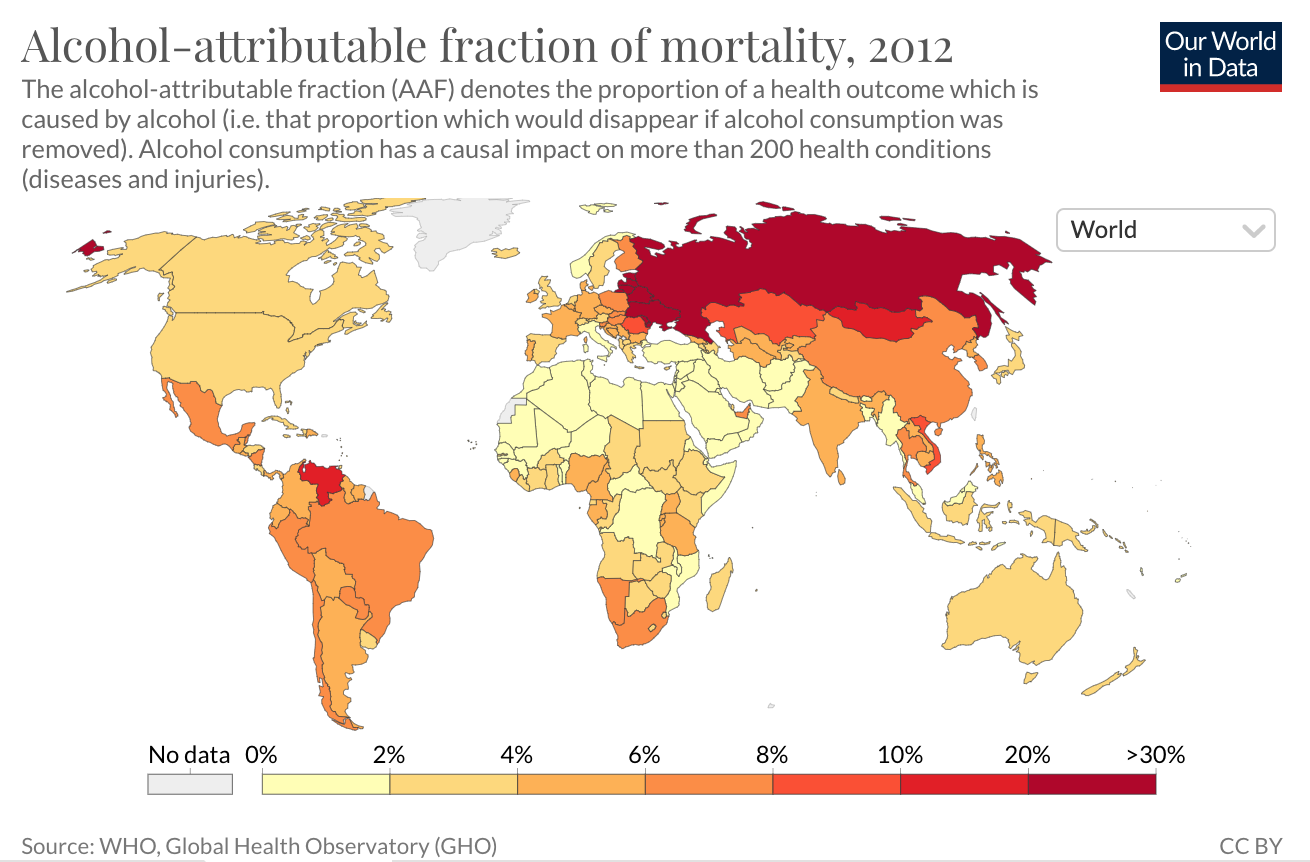 Alcohol-attributable fraction of mortality, 2012
Our World
in Data
The alcohol-attributable fraction (AAF) denotes the proportion of a health outcome which is
caused by alcohol (i.e. that proportion which would disappear if alcohol consumption was
removed). Alcohol consumption has a causal impact on more than 200 health conditions
(diseases and injuries).
World
No data 0% 2% 4% 6% 8% 10% 20% >30%
Source: WHO, Global Health Observatory (GHO) CC BY